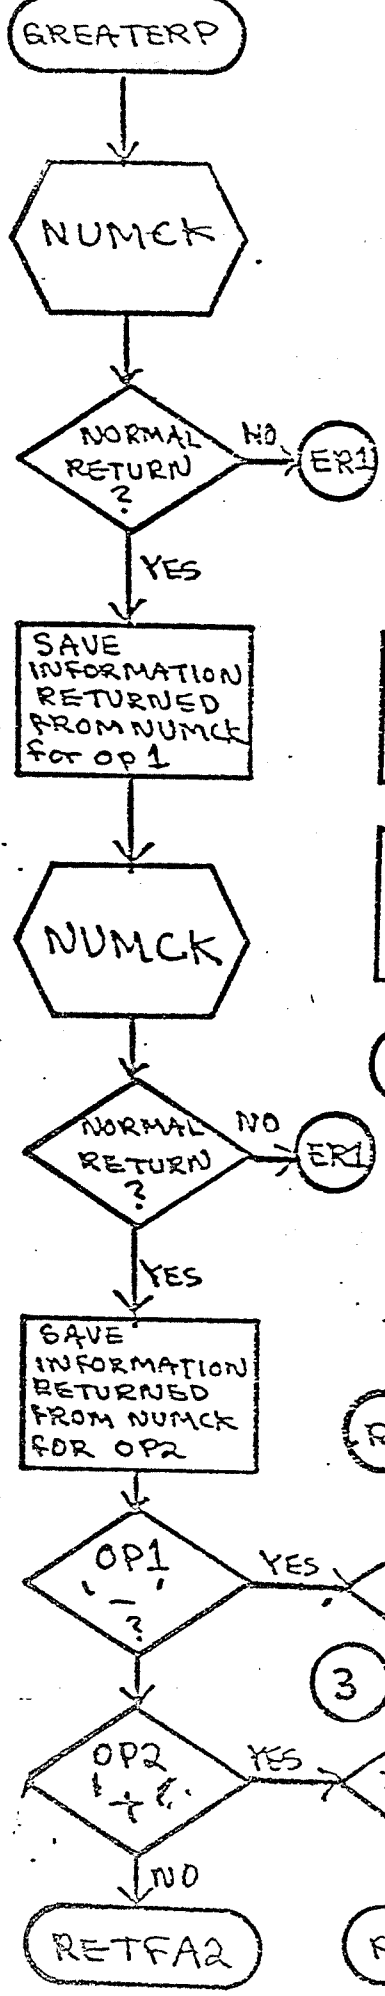 GREATERP
NUMCK
NORMAL
RETURN
?
NO
ER1
YES
SAVE
INFORMATION
RETURNED
FROM NUMCK
for op 1
NUMCK
NORMAL
RETURN
?
NO
ER1
YES
SAVE
INFORMATION
RETURNED
FROM NUMCK
FOR OP2
OP1
'-'
?
YES
3
OP2
'+'
YES
NO
RETFA2